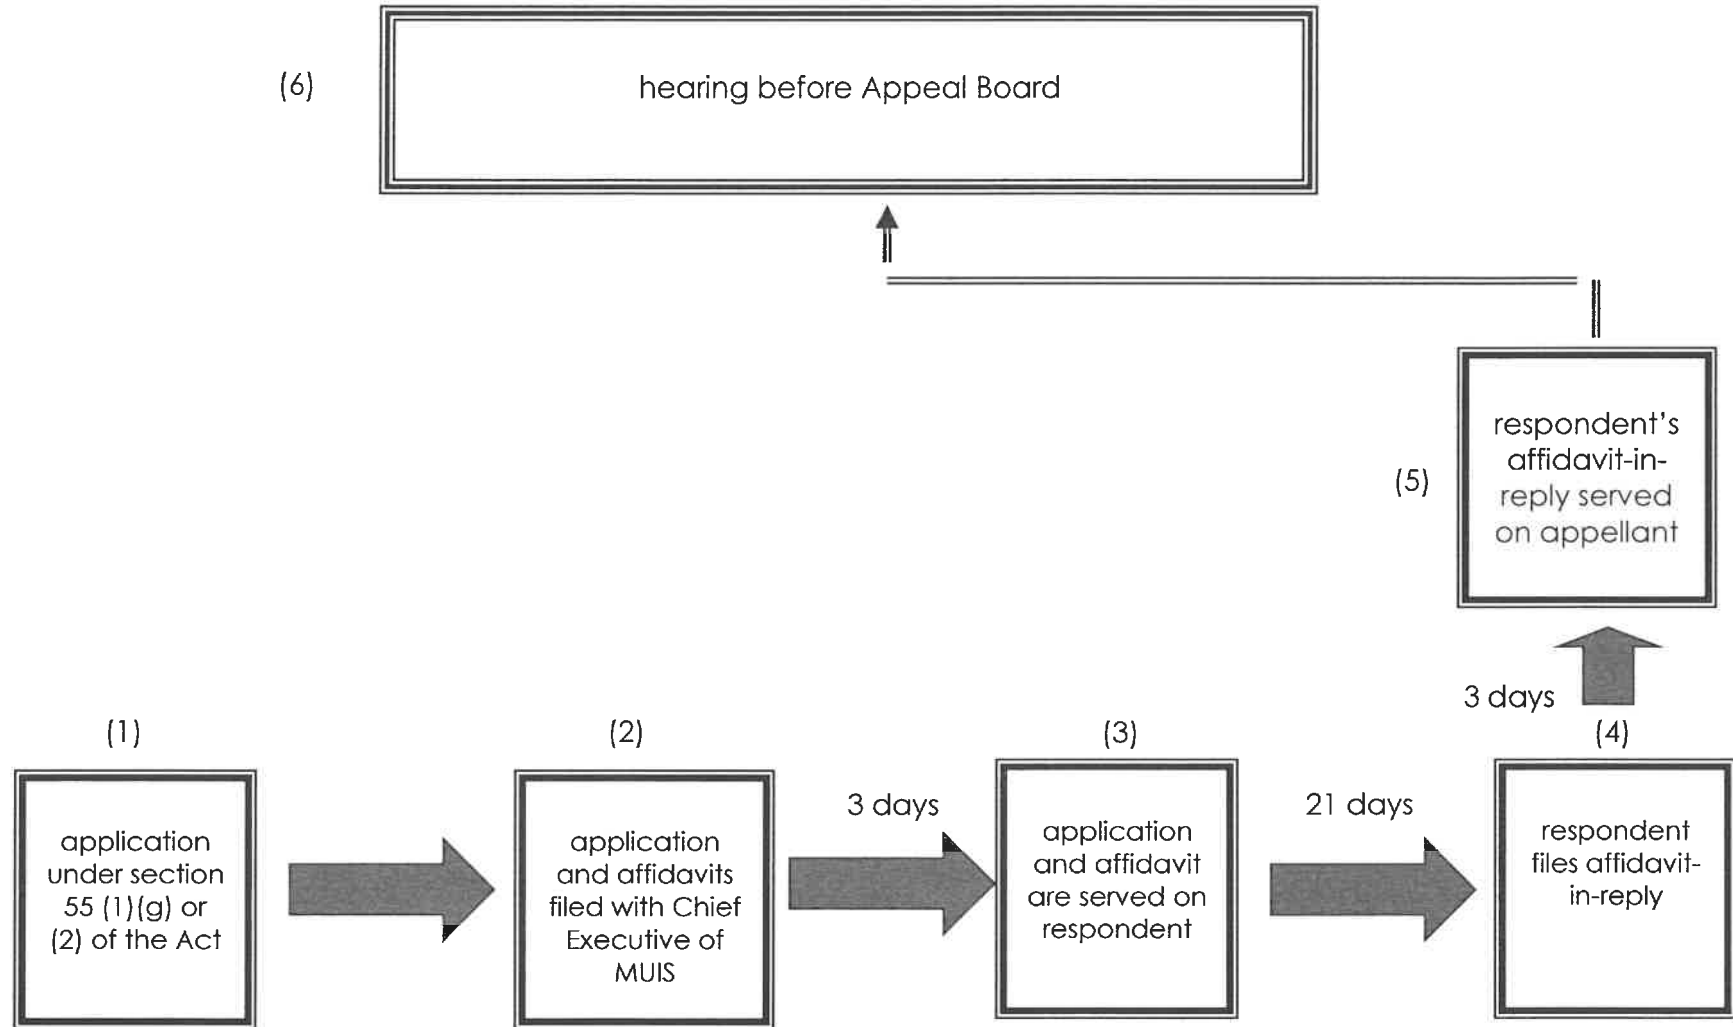 (6)
hearing before Appeal Board
(5)
respondent's
affidavit-in-
reply served
on appellant
3 days
(1)
(2)
(3)
(4)
application
under section
55 (1)(g) or
(2) of the Act
application
and affidavits
filed with Chief
Executive of
MUIS
3 days
application
and affidavit
are served on
respondent
21 days
respondent
files affidavit-
in-reply